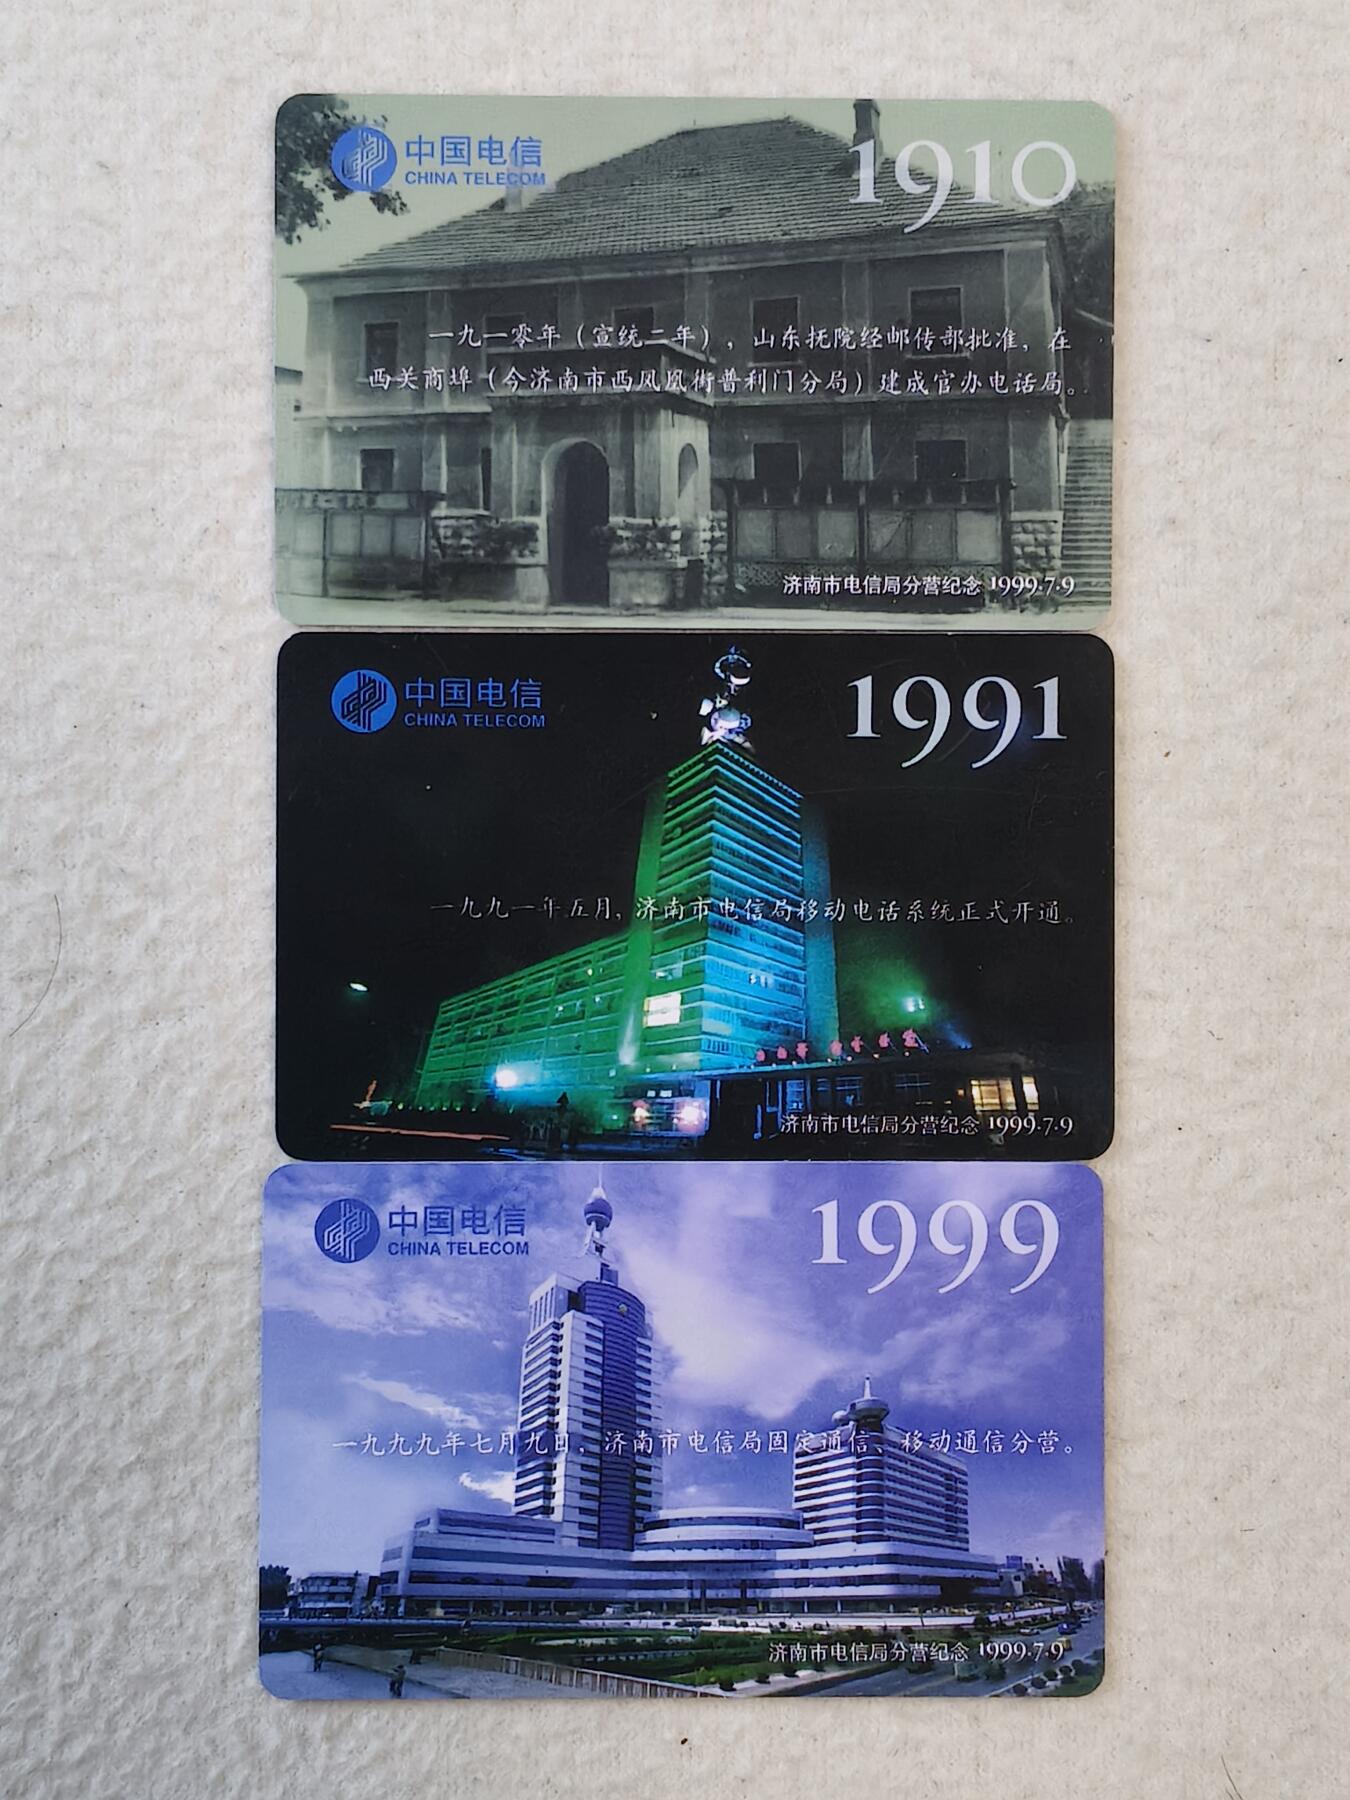 中国电信
CHINA TELECOM
1910
一九一零年（宣统二年），山东抚院经邮传部批准，在
西关商埠（今济南市西凤凰街普利门分局）建成官办电话局。
济南市电信局分营纪念 1999.7.9
中国电信
CHINA TELECOM
1991
一九九一年五月，济南市电信局移动电话系统正式开通。
济南市电信局分营纪念 1999.7.9
中国电信
CHINA TELECOM
1999
一九九九年七月九日，济南市电信局固定通信、移动通信分营。
济南市电信局分营纪念 1999.7.9